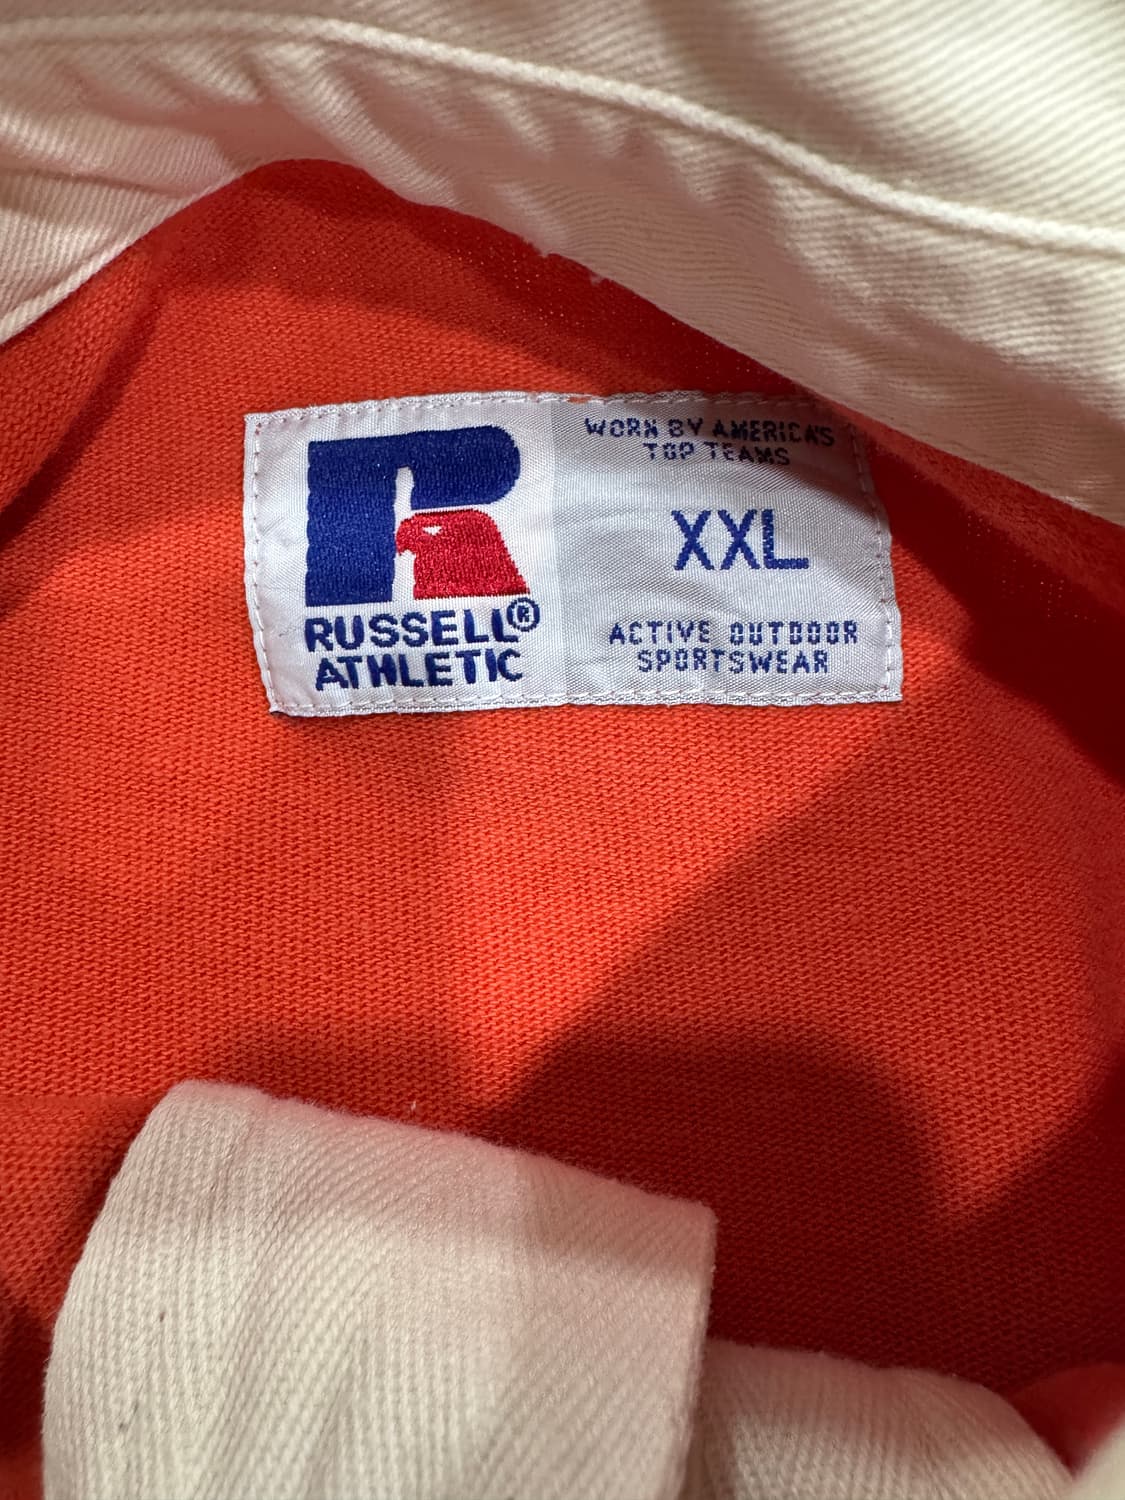 RUSSELL®
ATHLETIC
WORN BY AMERICA'S
TOP TEAMS
XXL
ACTIVE OUTDOOR
SPORTSWEAR